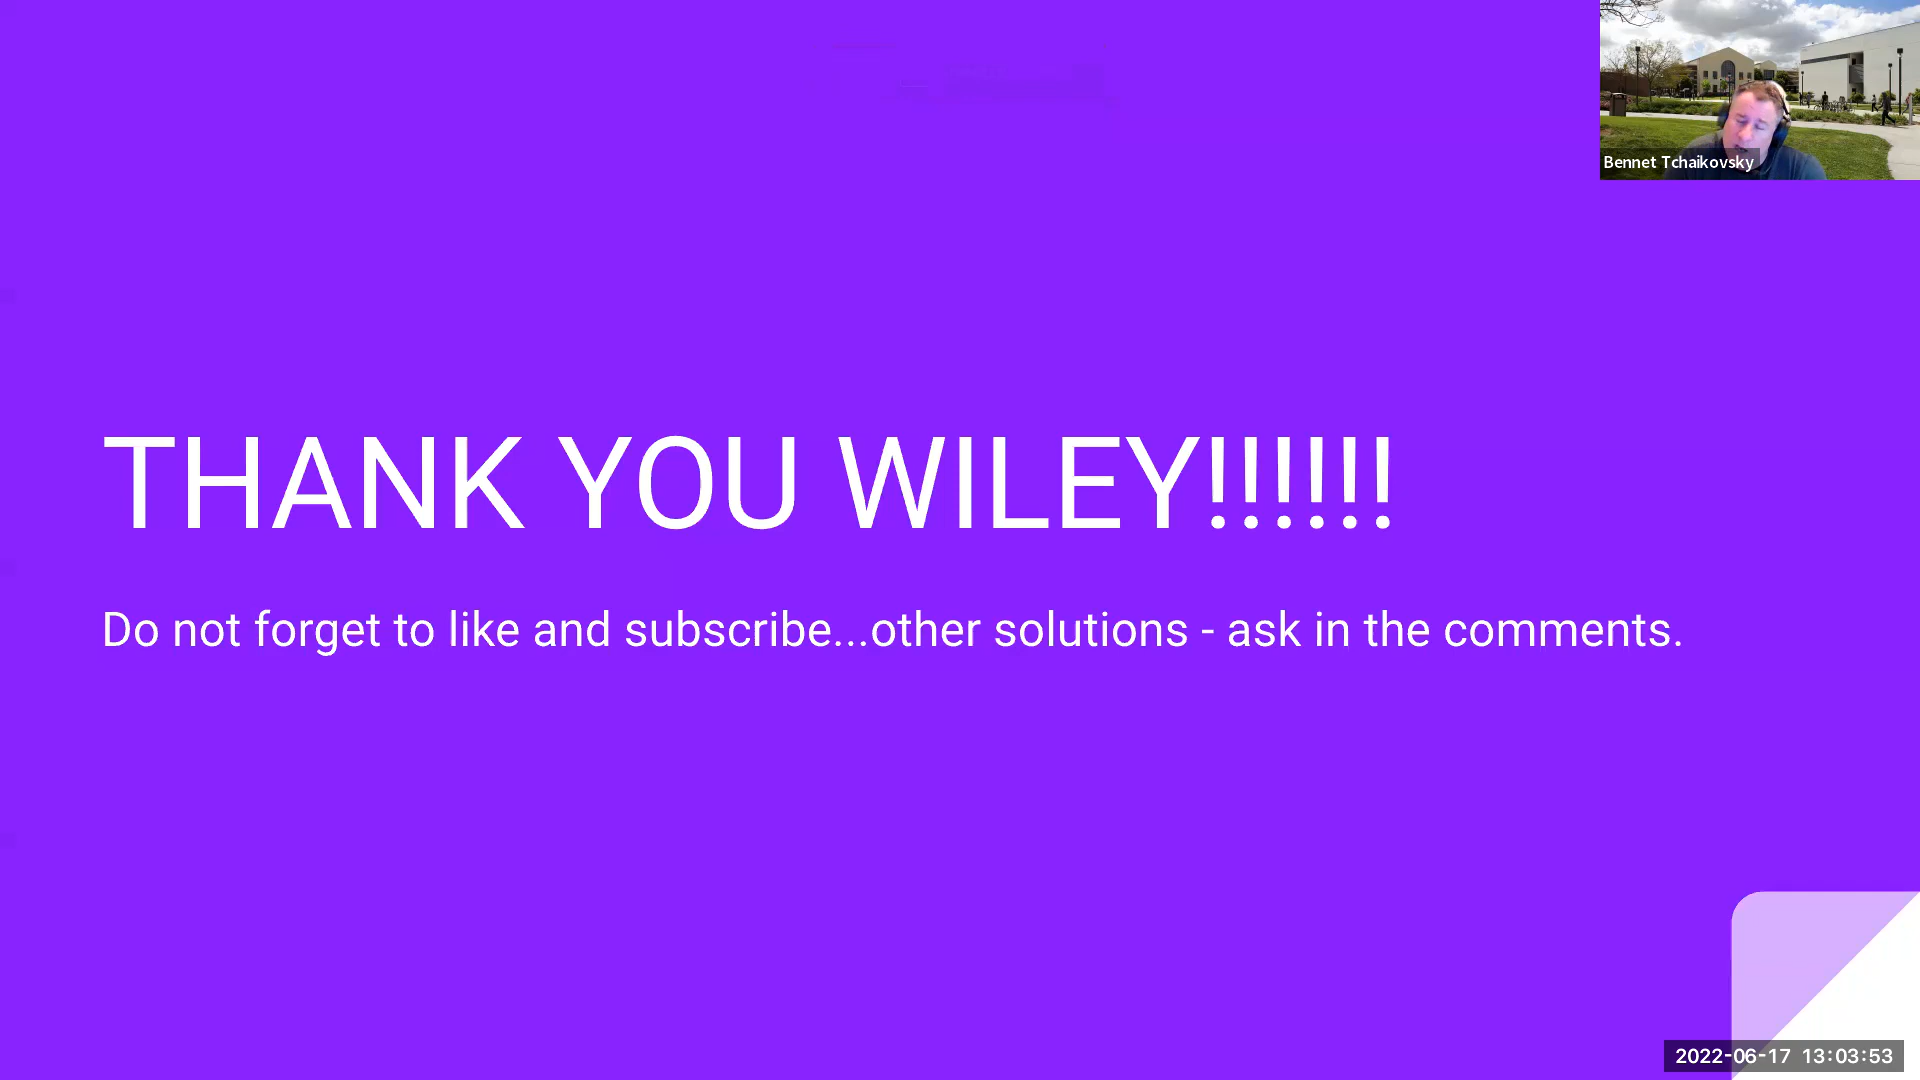 Bennet Tchaikovsky
THANK YOU WILEY!!!!!!
Do not forget to like and subscribe...other solutions - ask in the comments.
2022-06-17 13:03:53